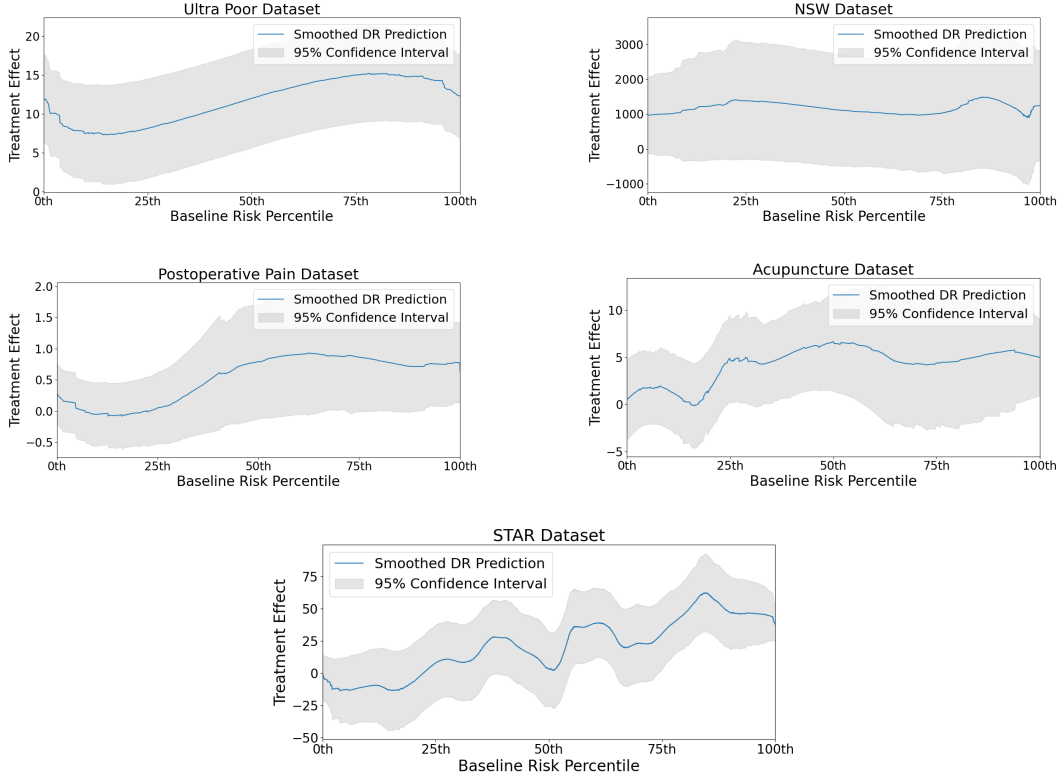 Ultra Poor Dataset
Smoothed DR Prediction
95% Confidence Interval
Treatment Effect
20
15
10
5
0
0th 25th 50th 75th 100th
Baseline Risk Percentile
NSW Dataset
Smoothed DR Prediction
95% Confidence Interval
Treatment Effect
3000
2000
1000
0
−1000
0th 25th 50th 75th 100th
Baseline Risk Percentile
Postoperative Pain Dataset
Smoothed DR Prediction
95% Confidence Interval
Treatment Effect
2.0
1.5
1.0
0.5
0.0
−0.5
0th 25th 50th 75th 100th
Baseline Risk Percentile
Acupuncture Dataset
Smoothed DR Prediction
95% Confidence Interval
Treatment Effect
10
5
0
−5
0th 25th 50th 75th 100th
Baseline Risk Percentile
STAR Dataset
Smoothed DR Prediction
95% Confidence Interval
Treatment Effect
75
50
25
0
−25
−50
0th 25th 50th 75th 100th
Baseline Risk Percentile